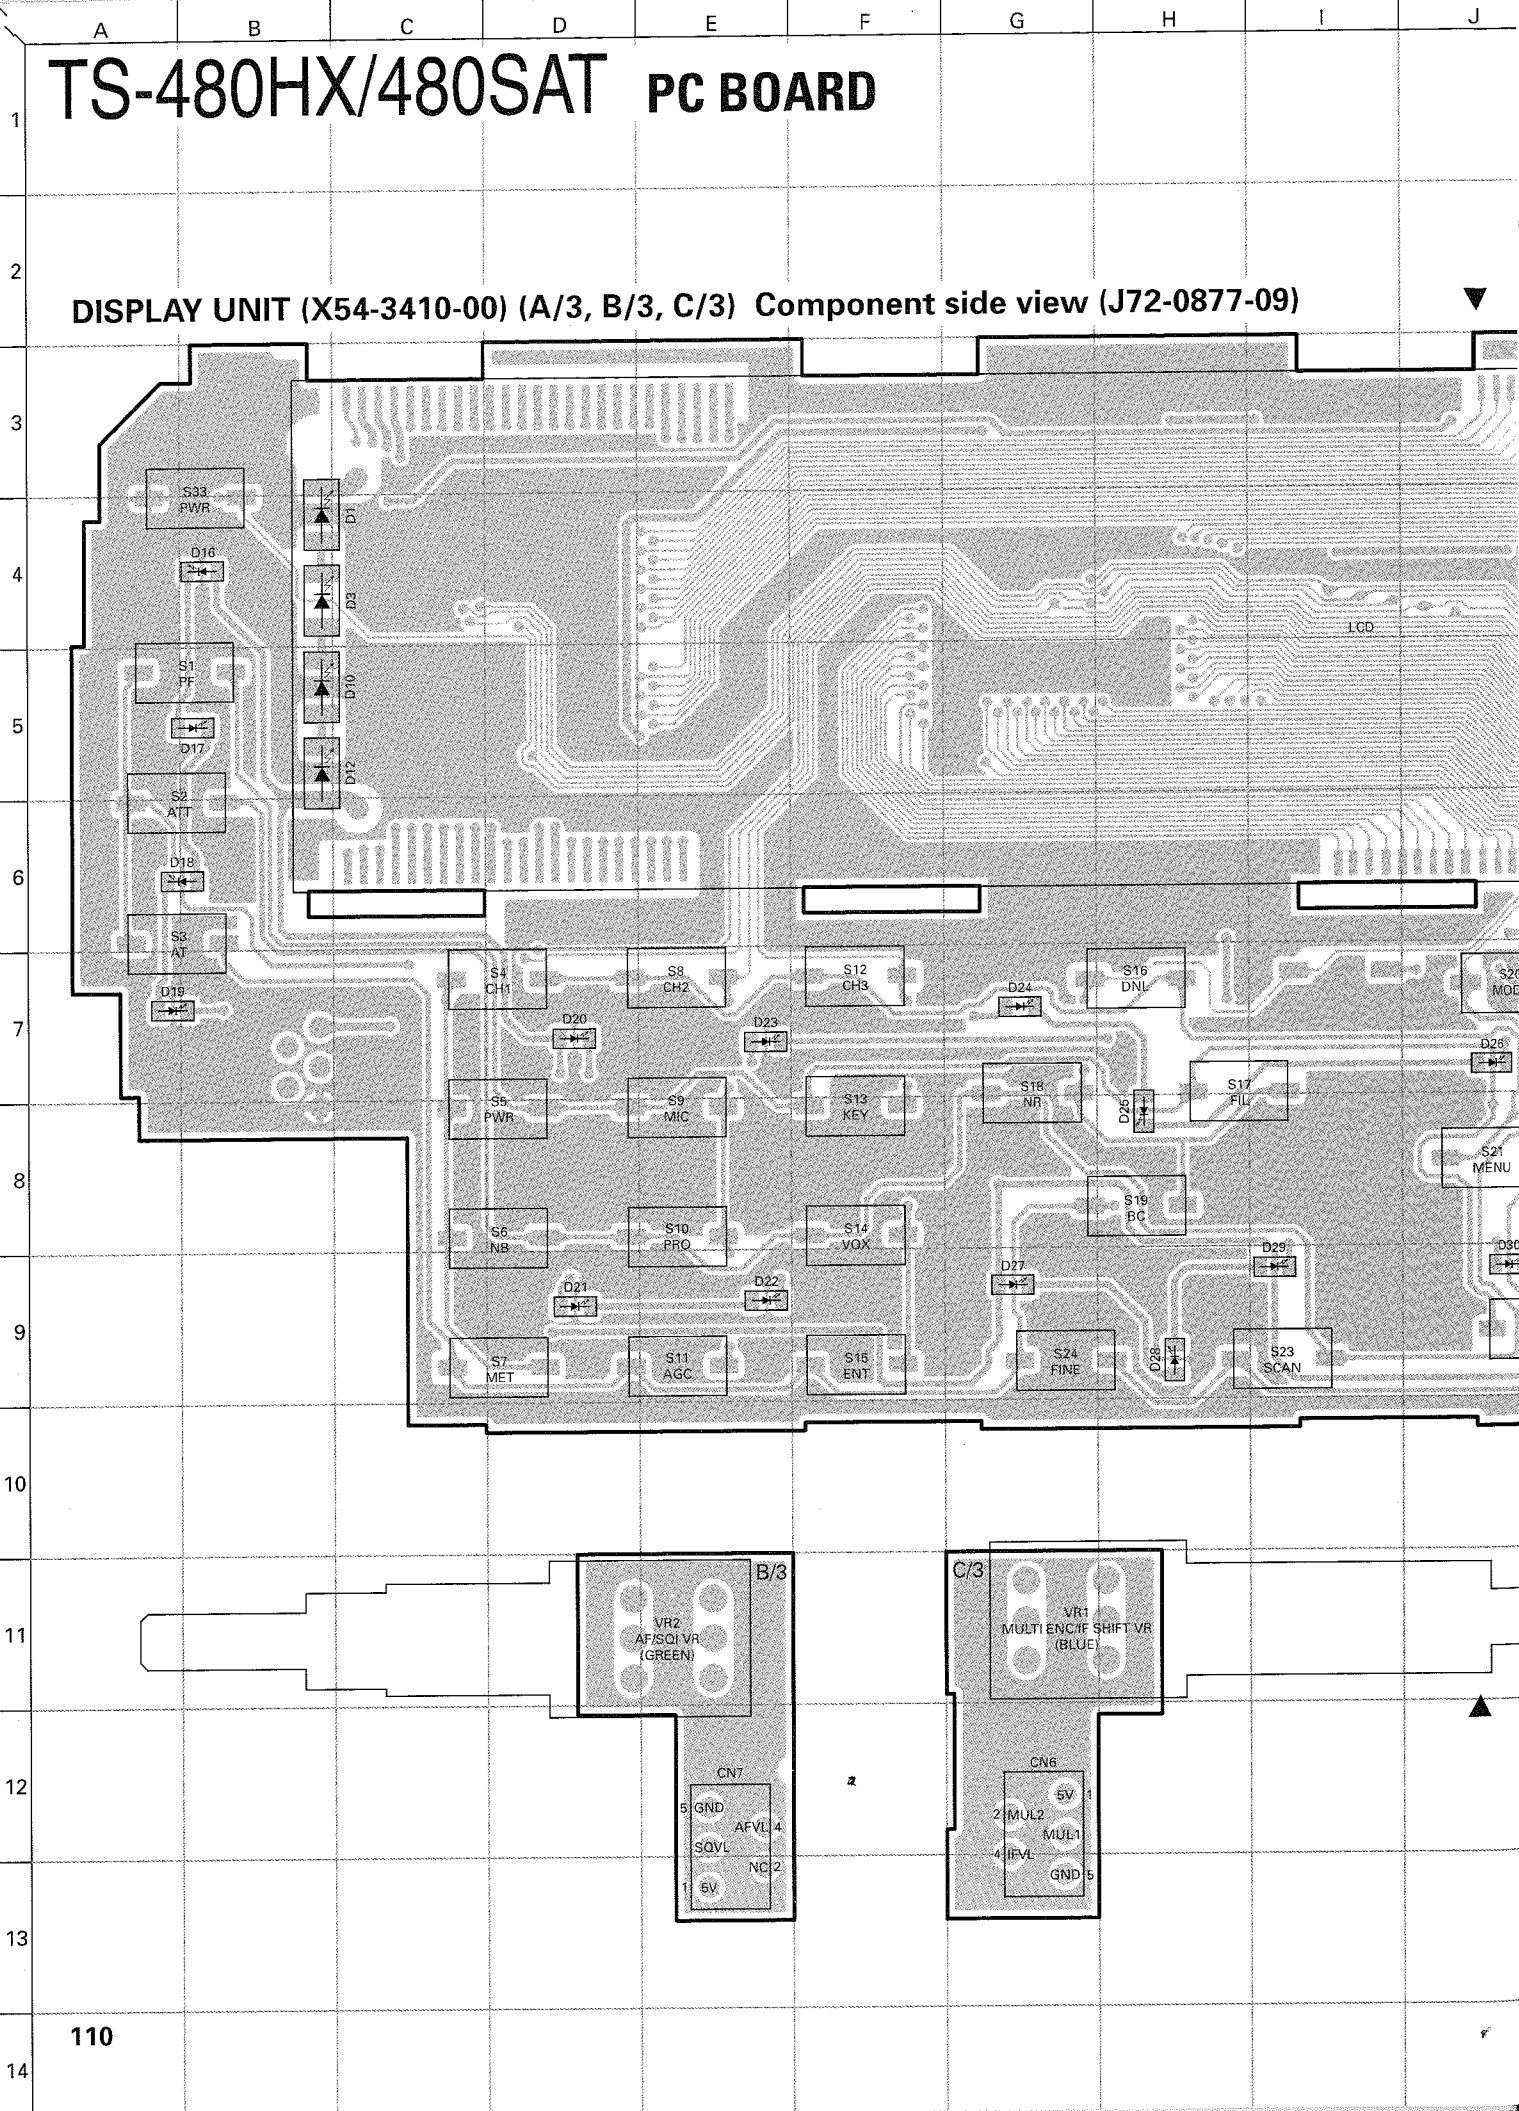 A B C D E F G H I J
TS-480HX/480SAT PC BOARD
1
2
DISPLAY UNIT (X54-3410-00) (A/3, B/3, C/3) Component side view (J72-0877-09)
3
S33
PWR
D1
D16
4
D3
LCD
S1
PF
D10
5
D17
D12
S2
ATT
D18
6
S3
AT
S4
CH1
S8
CH2
S12
CH3
S16
DNL
S20
MOD
D19
D24
7
D20
D23
D26
S5
PWR
S9
MIC
S13
KEY
S18
NR
D25
S17
FIL
8
S21
MENU
S6
NB
S10
PRO
S14
VOX
S19
BC
D29
D30
D21
D22
D27
9
S7
MET
S11
AGC
S15
ENT
S24
FINE
D28
S23
SCAN
10
B/3
C/3
11
VR2
AF/SQl VR
(GREEN)
VR1
MULTI ENC/IF SHIFT VR
(BLUE)
12
CN7
5 GND
AFVL 4
SQVL
NC 2
1 5V
CN6
5V 1
2 MUL2
MUL1
4 IFVL
GND 5
13
110
14